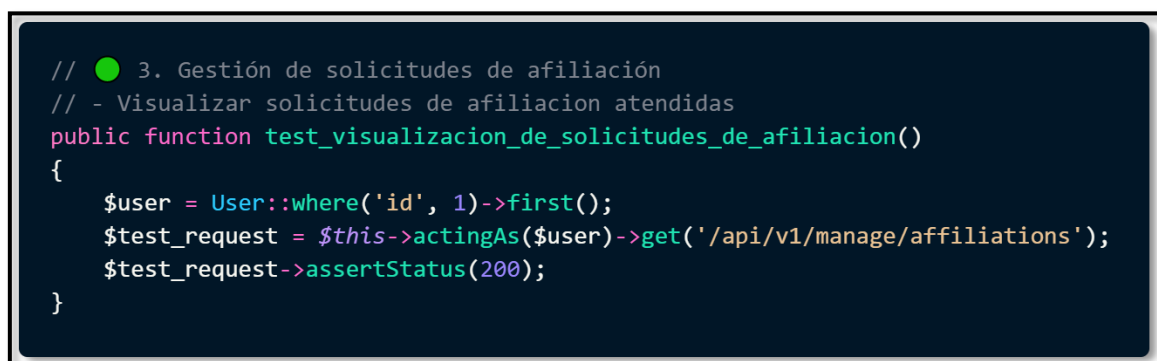 // 🟢 3. Gestión de solicitudes de afiliación
// - Visualizar solicitudes de afiliacion atendidas
public function test_visualizacion_de_solicitudes_de_afiliacion()
{
    $user = User::where('id', 1)->first();
    $test_request = $this->actingAs($user)->get('/api/v1/manage/affiliations');
    $test_request->assertStatus(200);
}